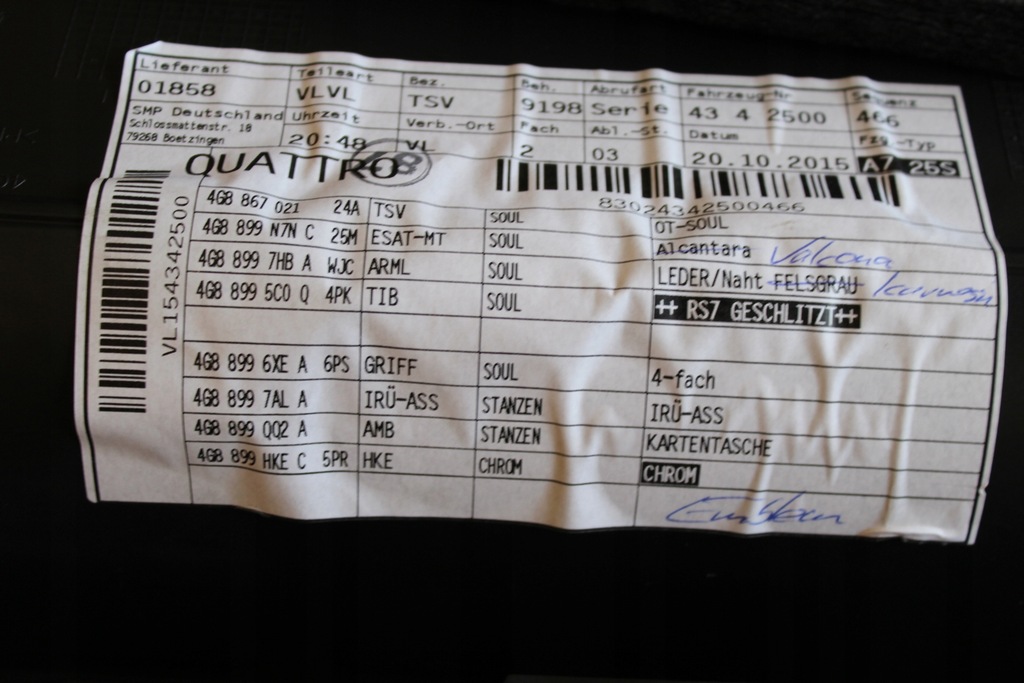 Lieferant Teileart Bez. Beh. Abrufart Fahrzeug-Nr Sequenz
01858 VLVL TSV 9198 Serie 43 4 2500 466
SMP Deutschland Uhrzeit Verb.-Ort Fach Abl.-St. Datum Fzg.-Typ
Schlossmattenstr. 18
79268 Boetzingen 20:48 VL 2 03 20.10.2015 A7 25S
QUATTRO
83024342500466
VL154342500
4G8 867 021 24A TSV SOUL OT-SOUL
4G8 899 N7N C 25M ESAT-MT SOUL Alcantara Valcona
4G8 899 7HB A WJC ARML SOUL LEDER/Naht FELSGRAU
4G8 899 5C0 Q 4PK TIB SOUL ++ RS7 GESCHLITZT++
4G8 899 6XE A 6PS GRIFF SOUL 4-fach
4G8 899 7AL A IRÜ-ASS STANZEN IRÜ-ASS
4G8 899 QQ2 A AMB STANZEN KARTENTASCHE
4G8 899 HKE C 5PR HKE CHROM CHROM